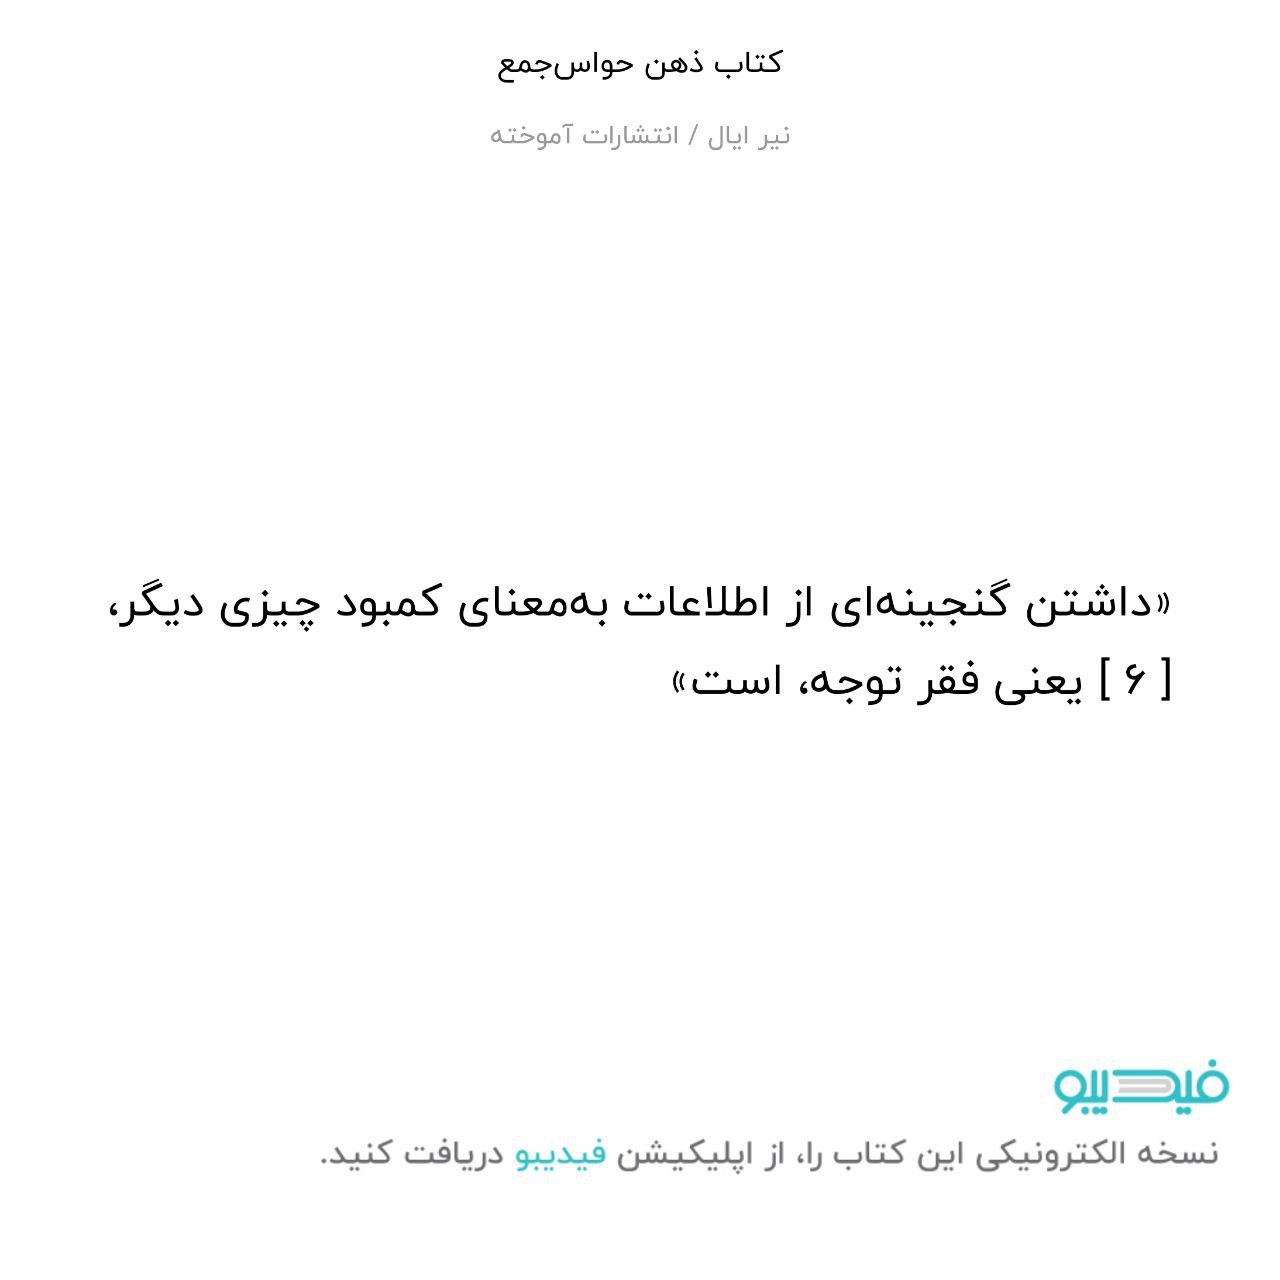 کتاب ذهن حواس‌جمع
نیر ایال / انتشارات آموخته
«داشتن گنجینه‌ای از اطلاعات به‌معنای کمبود چیزی دیگر،
[ ۶ ] یعنی فقر توجه، است»
فیدیبو
نسخه الکترونیکی این کتاب را، از اپلیکیشن فیدیبو دریافت کنید.